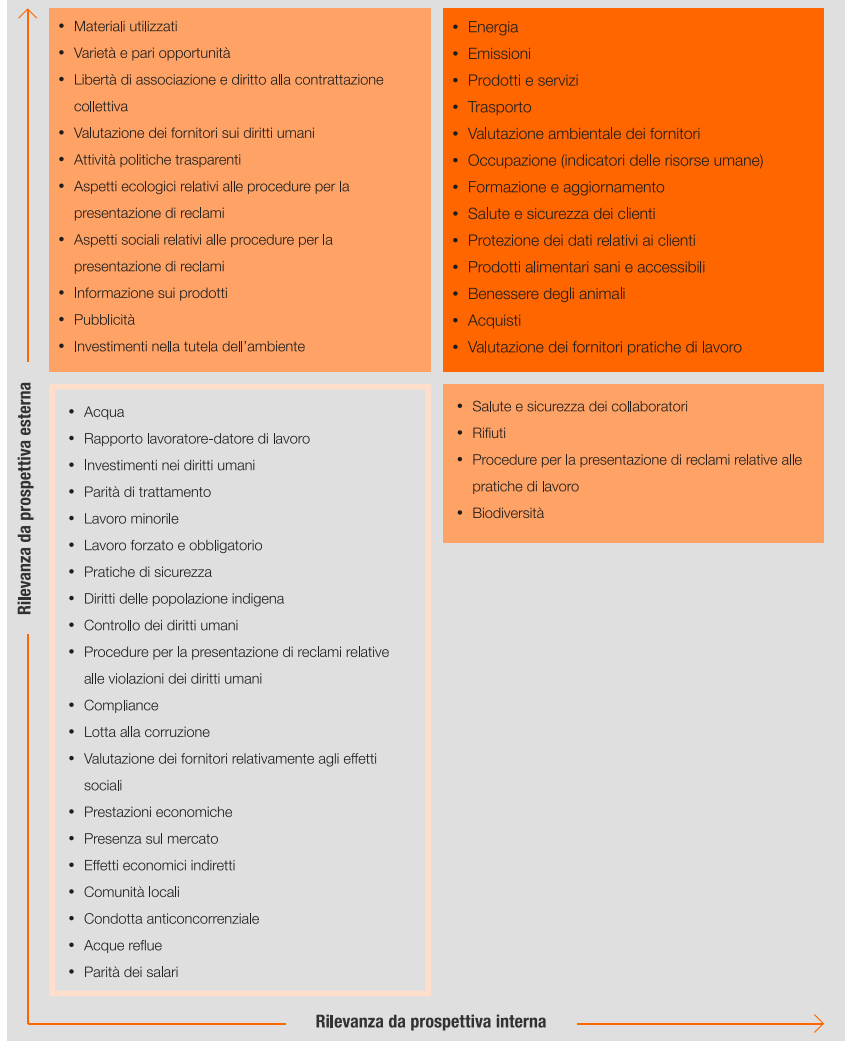 • Materiali utilizzati
• Varietà e pari opportunità
• Libertà di associazione e diritto alla contrattazione
collettiva
• Valutazione dei fornitori sui diritti umani
• Attività politiche trasparenti
• Aspetti ecologici relativi alle procedure per la
presentazione di reclami
• Aspetti sociali relativi alle procedure per la
presentazione di reclami
• Informazione sui prodotti
• Pubblicità
• Investimenti nella tutela dell'ambiente
• Energia
• Emissioni
• Prodotti e servizi
• Trasporto
• Valutazione ambientale dei fornitori
• Occupazione (indicatori delle risorse umane)
• Formazione e aggiornamento
• Salute e sicurezza dei clienti
• Protezione dei dati relativi ai clienti
• Prodotti alimentari sani e accessibili
• Benessere degli animali
• Acquisti
• Valutazione dei fornitori pratiche di lavoro
Rilevanza da prospettiva esterna
• Acqua
• Rapporto lavoratore-datore di lavoro
• Investimenti nei diritti umani
• Parità di trattamento
• Lavoro minorile
• Lavoro forzato e obbligatorio
• Pratiche di sicurezza
• Diritti delle popolazione indigena
• Controllo dei diritti umani
• Procedure per la presentazione di reclami relative
alle violazioni dei diritti umani
• Compliance
• Lotta alla corruzione
• Valutazione dei fornitori relativamente agli effetti
sociali
• Prestazioni economiche
• Presenza sul mercato
• Effetti economici indiretti
• Comunità locali
• Condotta anticoncorrenziale
• Acque reflue
• Parità dei salari
• Salute e sicurezza dei collaboratori
• Rifiuti
• Procedure per la presentazione di reclami relative alle
pratiche di lavoro
• Biodiversità
Rilevanza da prospettiva interna